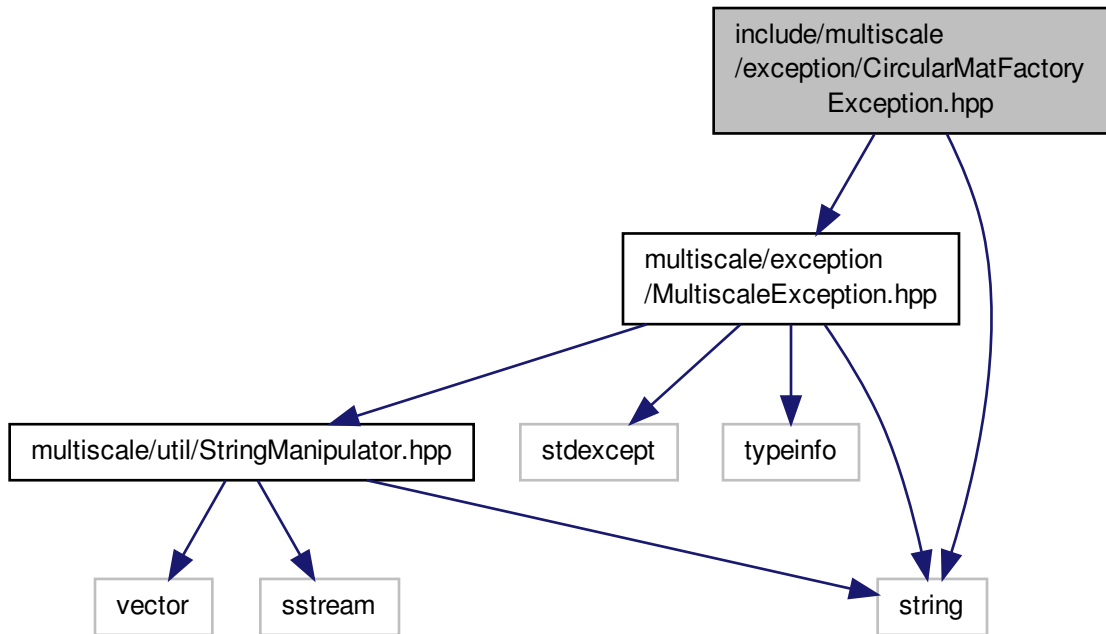 include/multiscale
/exception/CircularMatFactory
Exception.hpp
multiscale/exception
/MultiscaleException.hpp
multiscale/util/StringManipulator.hpp
stdexcept
typeinfo
vector
sstream
string